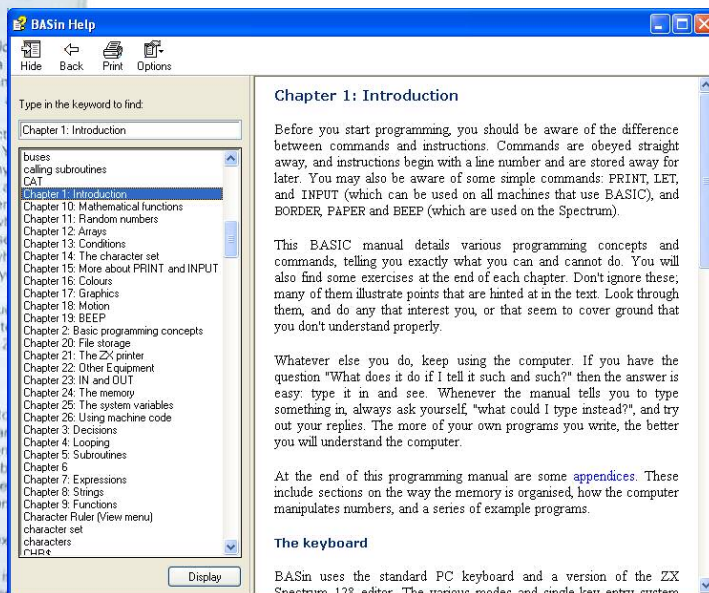 BASin Help
Hide Back Print Options
Type in the keyword to find:
Chapter 1: Introduction
buses
calling subroutines
CAT
Chapter 1: Introduction
Chapter 10: Mathematical functions
Chapter 11: Random numbers
Chapter 12: Arrays
Chapter 13: Conditions
Chapter 14: The character set
Chapter 15: More about PRINT and INPUT
Chapter 16: Colours
Chapter 17: Graphics
Chapter 18: Motion
Chapter 19: BEEP
Chapter 2: Basic programming concepts
Chapter 20: File storage
Chapter 21: The ZX printer
Chapter 22: Other Equipment
Chapter 23: IN and OUT
Chapter 24: The memory
Chapter 25: The system variables
Chapter 26: Using machine code
Chapter 3: Decisions
Chapter 4: Looping
Chapter 5: Subroutines
Chapter 6
Chapter 7: Expressions
Chapter 8: Strings
Chapter 9: Functions
Character Ruler (View menu)
character set
characters
CHR$
Display
Chapter 1: Introduction
Before you start programming, you should be aware of the difference
between commands and instructions. Commands are obeyed straight
away, and instructions begin with a line number and are stored away for
later. You may also be aware of some simple commands: PRINT, LET,
and INPUT (which can be used on all machines that use BASIC), and
BORDER, PAPER and BEEP (which are used on the Spectrum).
This BASIC manual details various programming concepts and
commands, telling you exactly what you can and cannot do. You will
also find some exercises at the end of each chapter. Don't ignore these;
many of them illustrate points that are hinted at in the text. Look through
them, and do any that interest you, or that seem to cover ground that
you don't understand properly.
Whatever else you do, keep using the computer. If you have the
question "What does it do if I tell it such and such?" then the answer is
easy: type it in and see. Whenever the manual tells you to type
something in, always ask yourself, "what could I type instead?", and try
out your replies. The more of your own programs you write, the better
you will understand the computer.
At the end of this programming manual are some appendices. These
include sections on the way the memory is organised, how the computer
manipulates numbers, and a series of example programs.
The keyboard
BASin uses the standard PC keyboard and a version of the ZX
Spectrum 128 editor. The various modes and single key entry system